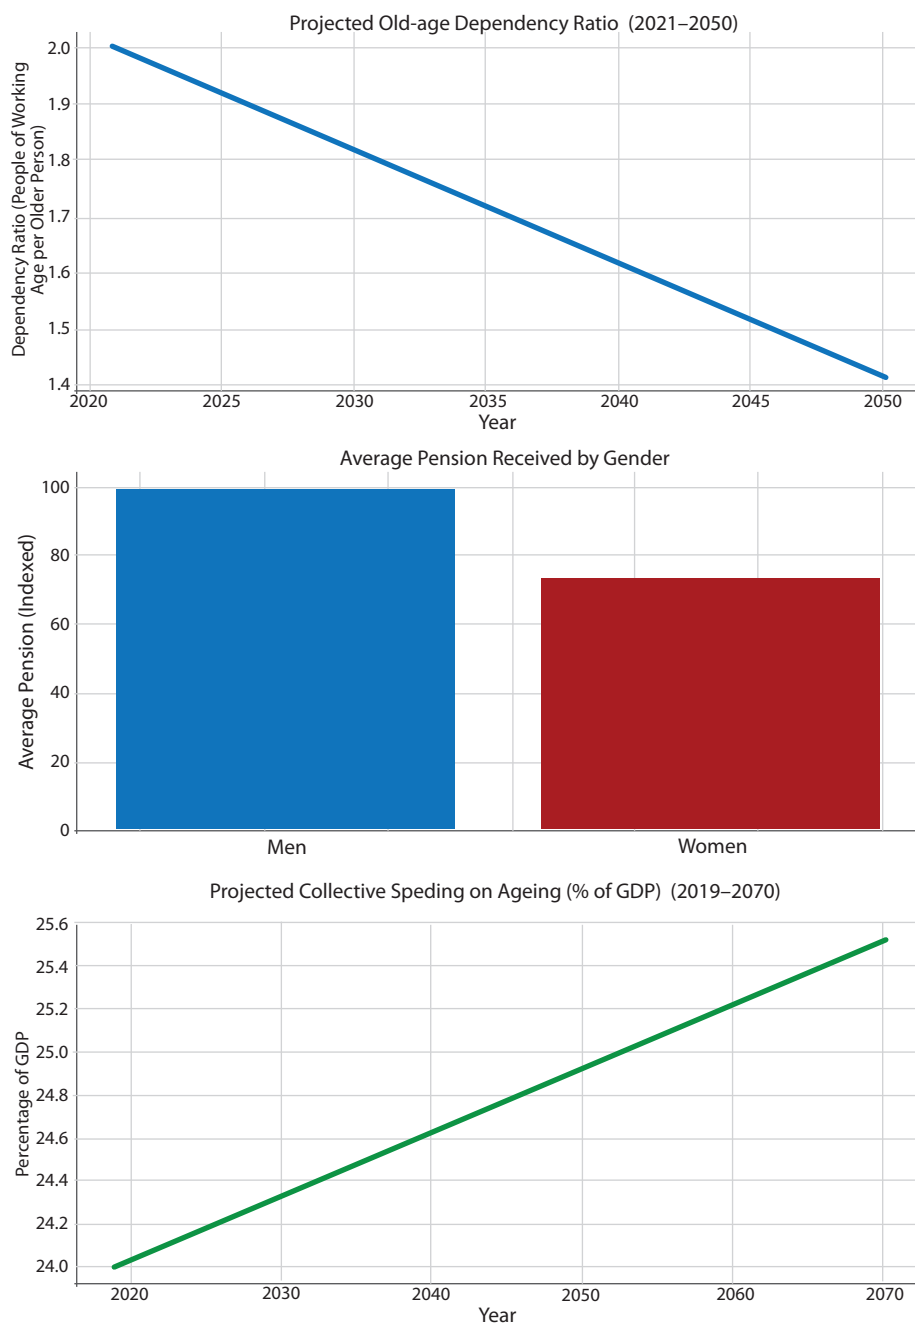 Projected Old-age Dependency Ratio (2021–2050)
Dependency Ratio (People of Working
Age per Older Person)
2.0
1.9
1.8
1.7
1.6
1.5
1.4
2020 2025 2030 2035 2040 2045 2050
Year
Average Pension Received by Gender
Average Pension (Indexed)
100
80
60
40
20
0
Men Women
Projected Collective Speding on Ageing (% of GDP) (2019–2070)
Percentage of GDP
25.6
25.4
25.2
25.0
24.8
24.6
24.4
24.2
24.0
2020 2030 2040 2050 2060 2070
Year